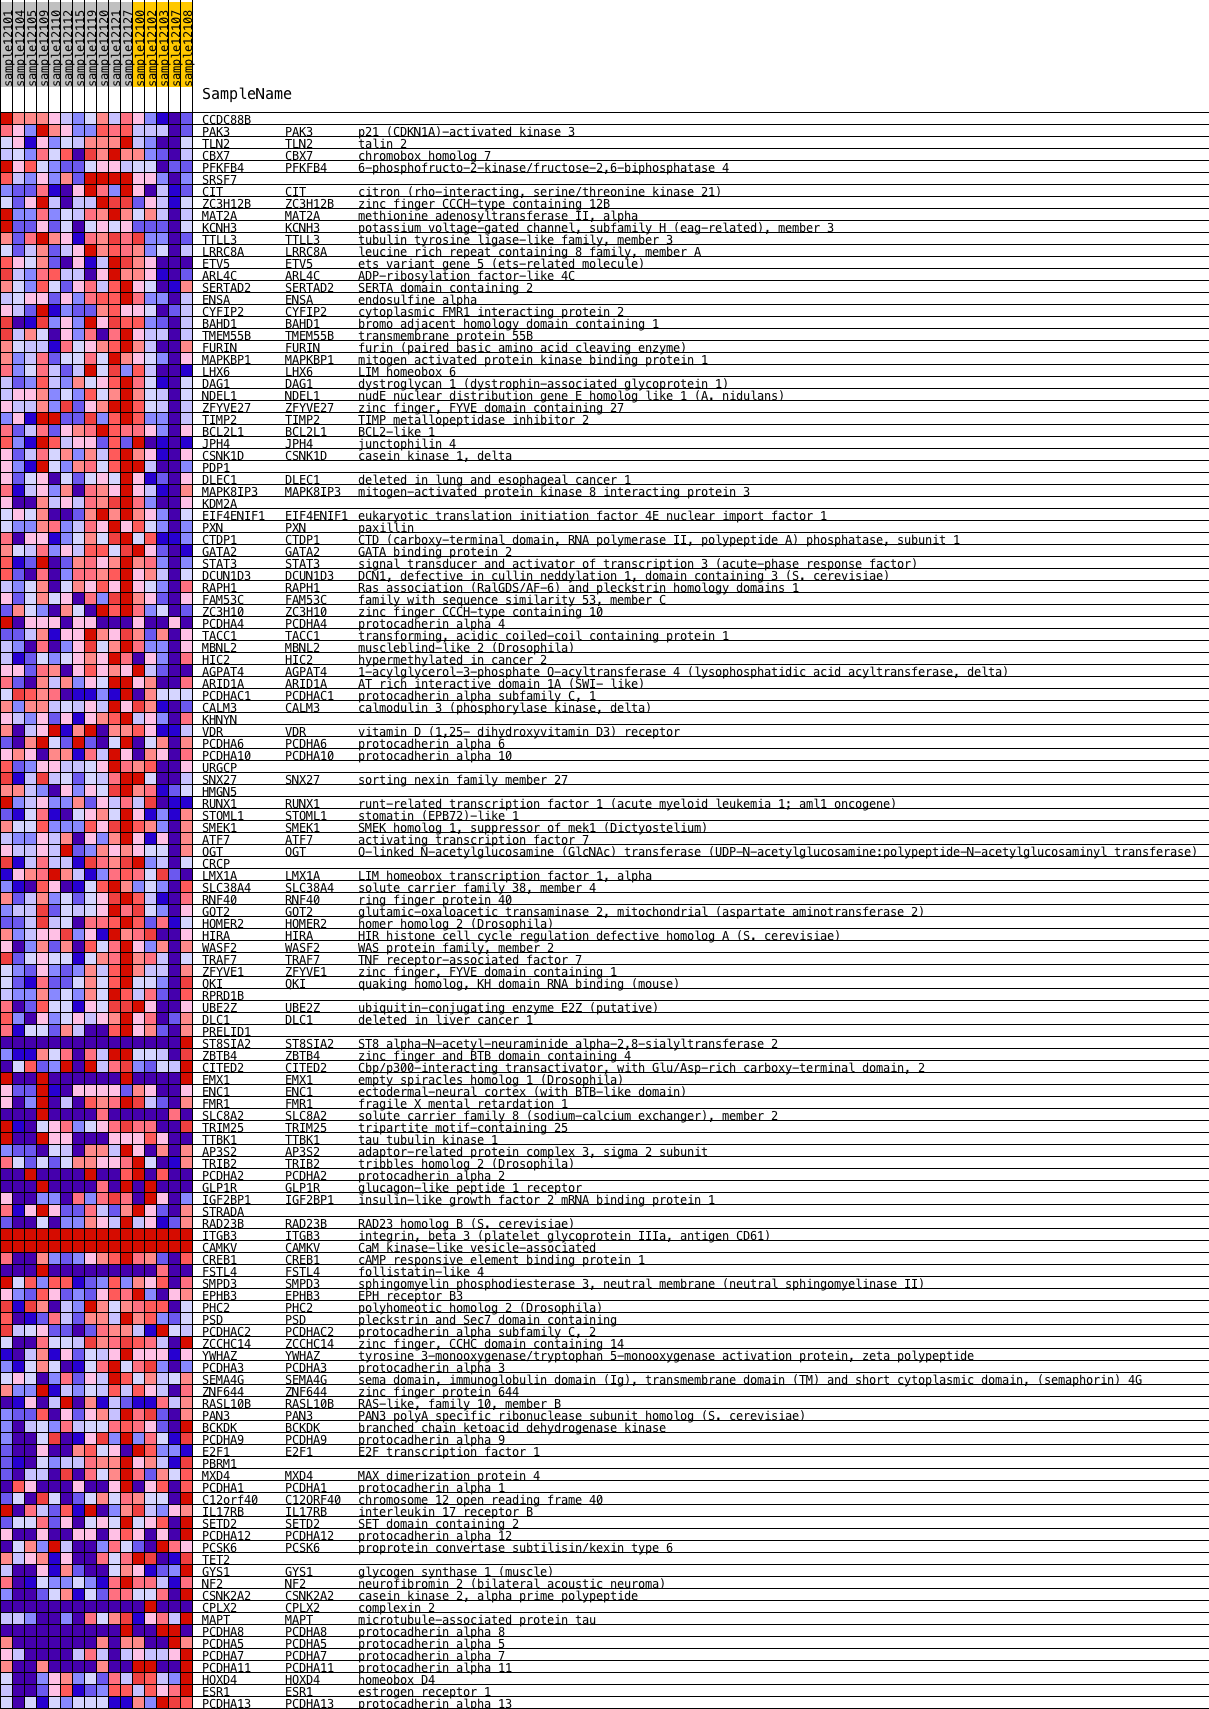 sample12101 sample12104 sample12105 sample12109 sample12110 sample12112 sample12115 sample12119 sample12120 sample12121 sample12127 sample12100 sample12102 sample12103 sample12107 sample12108
SampleName
CCDC88B
PAK3 PAK3 p21 (CDKN1A)-activated kinase 3
TLN2 TLN2 talin 2
CBX7 CBX7 chromobox homolog 7
PFKFB4 PFKFB4 6-phosphofructo-2-kinase/fructose-2,6-biphosphatase 4
SRSF7
CIT CIT citron (rho-interacting, serine/threonine kinase 21)
ZC3H12B ZC3H12B zinc finger CCCH-type containing 12B
MAT2A MAT2A methionine adenosyltransferase II, alpha
KCNH3 KCNH3 potassium voltage-gated channel, subfamily H (eag-related), member 3
TTLL3 TTLL3 tubulin tyrosine ligase-like family, member 3
LRRC8A LRRC8A leucine rich repeat containing 8 family, member A
ETV5 ETV5 ets variant gene 5 (ets-related molecule)
ARL4C ARL4C ADP-ribosylation factor-like 4C
SERTAD2 SERTAD2 SERTA domain containing 2
ENSA ENSA endosulfine alpha
CYFIP2 CYFIP2 cytoplasmic FMR1 interacting protein 2
BAHD1 BAHD1 bromo adjacent homology domain containing 1
TMEM55B TMEM55B transmembrane protein 55B
FURIN FURIN furin (paired basic amino acid cleaving enzyme)
MAPKBP1 MAPKBP1 mitogen activated protein kinase binding protein 1
LHX6 LHX6 LIM homeobox 6
DAG1 DAG1 dystroglycan 1 (dystrophin-associated glycoprotein 1)
NDEL1 NDEL1 nudE nuclear distribution gene E homolog like 1 (A. nidulans)
ZFYVE27 ZFYVE27 zinc finger, FYVE domain containing 27
TIMP2 TIMP2 TIMP metallopeptidase inhibitor 2
BCL2L1 BCL2L1 BCL2-like 1
JPH4 JPH4 junctophilin 4
CSNK1D CSNK1D casein kinase 1, delta
PDP1
DLEC1 DLEC1 deleted in lung and esophageal cancer 1
MAPK8IP3 MAPK8IP3 mitogen-activated protein kinase 8 interacting protein 3
KDM2A
EIF4ENIF1 EIF4ENIF1 eukaryotic translation initiation factor 4E nuclear import factor 1
PXN PXN paxillin
CTDP1 CTDP1 CTD (carboxy-terminal domain, RNA polymerase II, polypeptide A) phosphatase, subunit 1
GATA2 GATA2 GATA binding protein 2
STAT3 STAT3 signal transducer and activator of transcription 3 (acute-phase response factor)
DCUN1D3 DCUN1D3 DCN1, defective in cullin neddylation 1, domain containing 3 (S. cerevisiae)
RAPH1 RAPH1 Ras association (RalGDS/AF-6) and pleckstrin homology domains 1
FAM53C FAM53C family with sequence similarity 53, member C
ZC3H10 ZC3H10 zinc finger CCCH-type containing 10
PCDHA4 PCDHA4 protocadherin alpha 4
TACC1 TACC1 transforming, acidic coiled-coil containing protein 1
MBNL2 MBNL2 muscleblind-like 2 (Drosophila)
HIC2 HIC2 hypermethylated in cancer 2
AGPAT4 AGPAT4 1-acylglycerol-3-phosphate O-acyltransferase 4 (lysophosphatidic acid acyltransferase, delta)
ARID1A ARID1A AT rich interactive domain 1A (SWI- like)
PCDHAC1 PCDHAC1 protocadherin alpha subfamily C, 1
CALM3 CALM3 calmodulin 3 (phosphorylase kinase, delta)
KHNYN
VDR VDR vitamin D (1,25- dihydroxyvitamin D3) receptor
PCDHA6 PCDHA6 protocadherin alpha 6
PCDHA10 PCDHA10 protocadherin alpha 10
URGCP
SNX27 SNX27 sorting nexin family member 27
HMGN5
RUNX1 RUNX1 runt-related transcription factor 1 (acute myeloid leukemia 1; aml1 oncogene)
STOML1 STOML1 stomatin (EPB72)-like 1
SMEK1 SMEK1 SMEK homolog 1, suppressor of mek1 (Dictyostelium)
ATF7 ATF7 activating transcription factor 7
OGT OGT O-linked N-acetylglucosamine (GlcNAc) transferase (UDP-N-acetylglucosamine:polypeptide-N-acetylglucosaminyl transferase)
CRCP
LMX1A LMX1A LIM homeobox transcription factor 1, alpha
SLC38A4 SLC38A4 solute carrier family 38, member 4
RNF40 RNF40 ring finger protein 40
GOT2 GOT2 glutamic-oxaloacetic transaminase 2, mitochondrial (aspartate aminotransferase 2)
HOMER2 HOMER2 homer homolog 2 (Drosophila)
HIRA HIRA HIR histone cell cycle regulation defective homolog A (S. cerevisiae)
WASF2 WASF2 WAS protein family, member 2
TRAF7 TRAF7 TNF receptor-associated factor 7
ZFYVE1 ZFYVE1 zinc finger, FYVE domain containing 1
QKI QKI quaking homolog, KH domain RNA binding (mouse)
RPRD1B
UBE2Z UBE2Z ubiquitin-conjugating enzyme E2Z (putative)
DLC1 DLC1 deleted in liver cancer 1
PRELID1
ST8SIA2 ST8SIA2 ST8 alpha-N-acetyl-neuraminide alpha-2,8-sialyltransferase 2
ZBTB4 ZBTB4 zinc finger and BTB domain containing 4
CITED2 CITED2 Cbp/p300-interacting transactivator, with Glu/Asp-rich carboxy-terminal domain, 2
EMX1 EMX1 empty spiracles homolog 1 (Drosophila)
ENC1 ENC1 ectodermal-neural cortex (with BTB-like domain)
FMR1 FMR1 fragile X mental retardation 1
SLC8A2 SLC8A2 solute carrier family 8 (sodium-calcium exchanger), member 2
TRIM25 TRIM25 tripartite motif-containing 25
TTBK1 TTBK1 tau tubulin kinase 1
AP3S2 AP3S2 adaptor-related protein complex 3, sigma 2 subunit
TRIB2 TRIB2 tribbles homolog 2 (Drosophila)
PCDHA2 PCDHA2 protocadherin alpha 2
GLP1R GLP1R glucagon-like peptide 1 receptor
IGF2BP1 IGF2BP1 insulin-like growth factor 2 mRNA binding protein 1
STRADA
RAD23B RAD23B RAD23 homolog B (S. cerevisiae)
ITGB3 ITGB3 integrin, beta 3 (platelet glycoprotein IIIa, antigen CD61)
CAMKV CAMKV CaM kinase-like vesicle-associated
CREB1 CREB1 cAMP responsive element binding protein 1
FSTL4 FSTL4 follistatin-like 4
SMPD3 SMPD3 sphingomyelin phosphodiesterase 3, neutral membrane (neutral sphingomyelinase II)
EPHB3 EPHB3 EPH receptor B3
PHC2 PHC2 polyhomeotic homolog 2 (Drosophila)
PSD PSD pleckstrin and Sec7 domain containing
PCDHAC2 PCDHAC2 protocadherin alpha subfamily C, 2
ZCCHC14 ZCCHC14 zinc finger, CCHC domain containing 14
YWHAZ YWHAZ tyrosine 3-monooxygenase/tryptophan 5-monooxygenase activation protein, zeta polypeptide
PCDHA3 PCDHA3 protocadherin alpha 3
SEMA4G SEMA4G sema domain, immunoglobulin domain (Ig), transmembrane domain (TM) and short cytoplasmic domain, (semaphorin) 4G
ZNF644 ZNF644 zinc finger protein 644
RASL10B RASL10B RAS-like, family 10, member B
PAN3 PAN3 PAN3 polyA specific ribonuclease subunit homolog (S. cerevisiae)
BCKDK BCKDK branched chain ketoacid dehydrogenase kinase
PCDHA9 PCDHA9 protocadherin alpha 9
E2F1 E2F1 E2F transcription factor 1
PBRM1
MXD4 MXD4 MAX dimerization protein 4
PCDHA1 PCDHA1 protocadherin alpha 1
C12orf40 C12ORF40 chromosome 12 open reading frame 40
IL17RB IL17RB interleukin 17 receptor B
SETD2 SETD2 SET domain containing 2
PCDHA12 PCDHA12 protocadherin alpha 12
PCSK6 PCSK6 proprotein convertase subtilisin/kexin type 6
TET2
GYS1 GYS1 glycogen synthase 1 (muscle)
NF2 NF2 neurofibromin 2 (bilateral acoustic neuroma)
CSNK2A2 CSNK2A2 casein kinase 2, alpha prime polypeptide
CPLX2 CPLX2 complexin 2
MAPT MAPT microtubule-associated protein tau
PCDHA8 PCDHA8 protocadherin alpha 8
PCDHA5 PCDHA5 protocadherin alpha 5
PCDHA7 PCDHA7 protocadherin alpha 7
PCDHA11 PCDHA11 protocadherin alpha 11
HOXD4 HOXD4 homeobox D4
ESR1 ESR1 estrogen receptor 1
PCDHA13 PCDHA13 protocadherin alpha 13